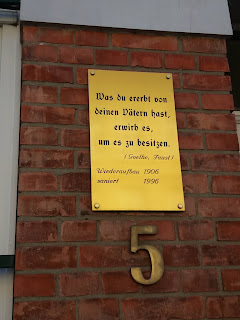 Was du ererbt von
deinen Vätern hast,
erwirb es,
um es zu besitzen.
(Goethe, Faust)
Wiederaufbau 1906
saniert 1996
5